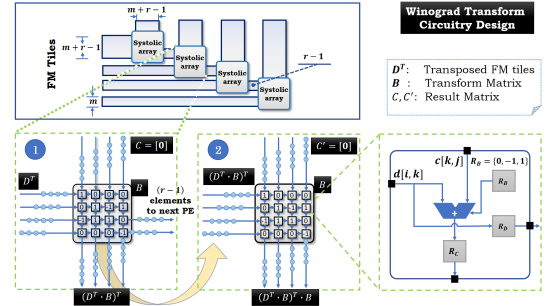 Winograd Transform
Circuitry Design
m + r − 1
m + r − 1
FM Tiles
Systolic
array
Systolic
array
Systolic
array
Systolic
array
r − 1
m
D^T: Transposed FM tiles
B : Transform Matrix
C, C′: Result Matrix
1
C = [0]
D^T
B
(r − 1)
elements
to next PE
(D^T · B)^T
2
C′ = [0]
(D^T · B)^T
B
(D^T · B)^T · B
c[k, j]
R_B = {0, −1, 1}
d[i, k]
R_B
+
R_D
R_C